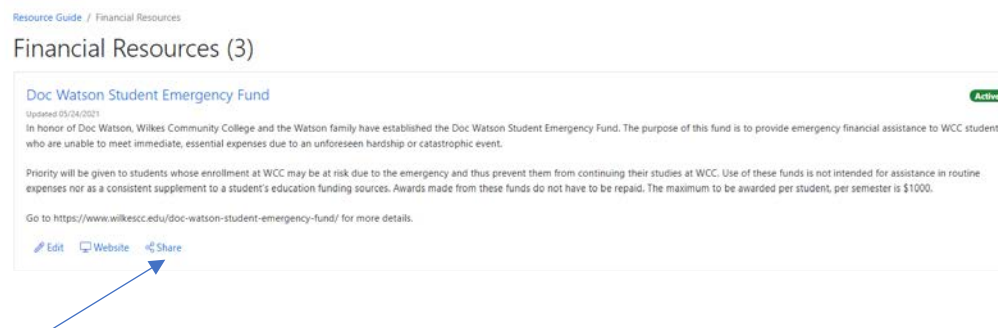 Resource Guide / Financial Resources
Financial Resources (3)
Doc Watson Student Emergency Fund
Active
Updated 05/24/2021
In honor of Doc Watson, Wilkes Community College and the Watson family have established the Doc Watson Student Emergency Fund. The purpose of this fund is to provide emergency financial assistance to WCC student
who are unable to meet immediate, essential expenses due to an unforeseen hardship or catastrophic event.
Priority will be given to students whose enrollment at WCC may be at risk due to the emergency and thus prevent them from continuing their studies at WCC. Use of these funds is not intended for assistance in routine
expenses nor as a consistent supplement to a student's education funding sources. Awards made from these funds do not have to be repaid. The maximum to be awarded per student, per semester is $1000.
Go to https://www.wilkescc.edu/doc-watson-student-emergency-fund/ for more details.
Edit Website Share